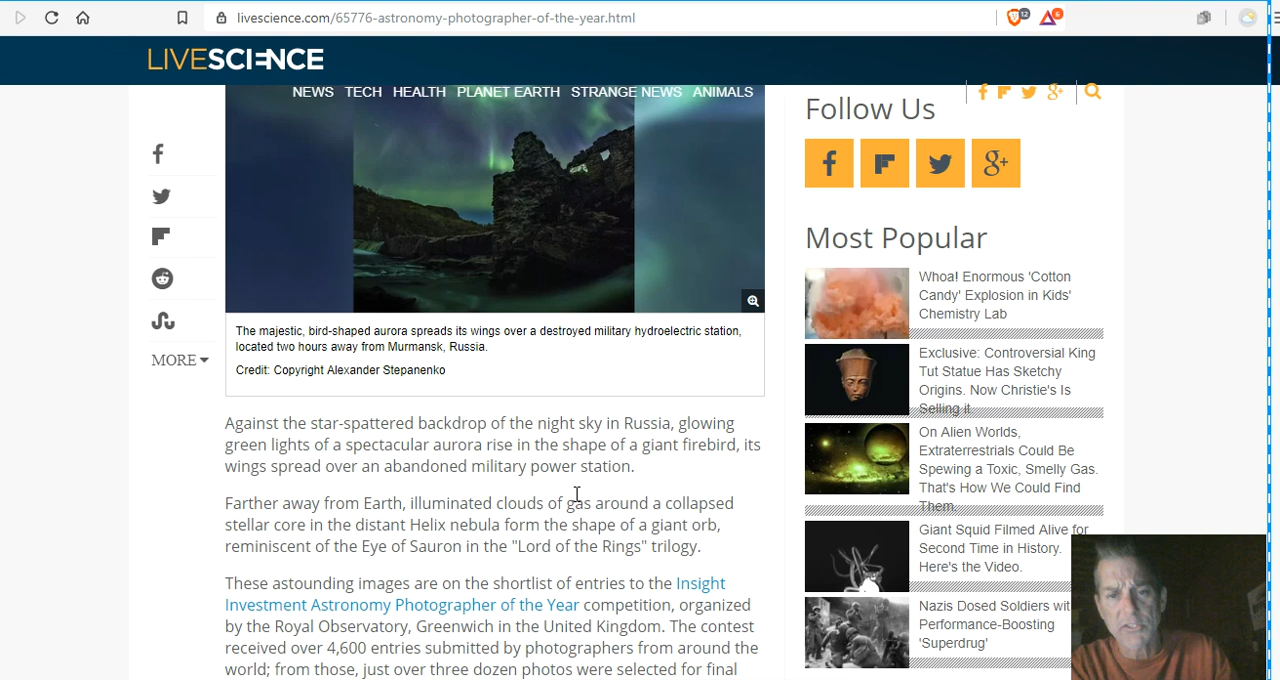 livescience.com/65776-astronomy-photographer-of-the-year.html
12
6
LIVESCIENCE
NEWS TECH HEALTH PLANET EARTH STRANGE NEWS ANIMALS
MORE
The majestic, bird-shaped aurora spreads its wings over a destroyed military hydroelectric station,
located two hours away from Murmansk, Russia.
Credit: Copyright Alexander Stepanenko
Against the star-spattered backdrop of the night sky in Russia, glowing
green lights of a spectacular aurora rise in the shape of a giant firebird, its
wings spread over an abandoned military power station.
Farther away from Earth, illuminated clouds of gas around a collapsed
stellar core in the distant Helix nebula form the shape of a giant orb,
reminiscent of the Eye of Sauron in the "Lord of the Rings" trilogy.
These astounding images are on the shortlist of entries to the Insight
Investment Astronomy Photographer of the Year competition, organized
by the Royal Observatory, Greenwich in the United Kingdom. The contest
received over 4,600 entries submitted by photographers from around the
world; from those, just over three dozen photos were selected for final
Follow Us
Most Popular
Whoa! Enormous 'Cotton
Candy' Explosion in Kids'
Chemistry Lab
Exclusive: Controversial King
Tut Statue Has Sketchy
Origins. Now Christie's Is
Selling it.
On Alien Worlds,
Extraterrestrials Could Be
Spewing a Toxic, Smelly Gas.
That's How We Could Find
Them.
Giant Squid Filmed Alive for
Second Time in History.
Here's the Video.
Nazis Dosed Soldiers wit
Performance-Boosting
'Superdrug'